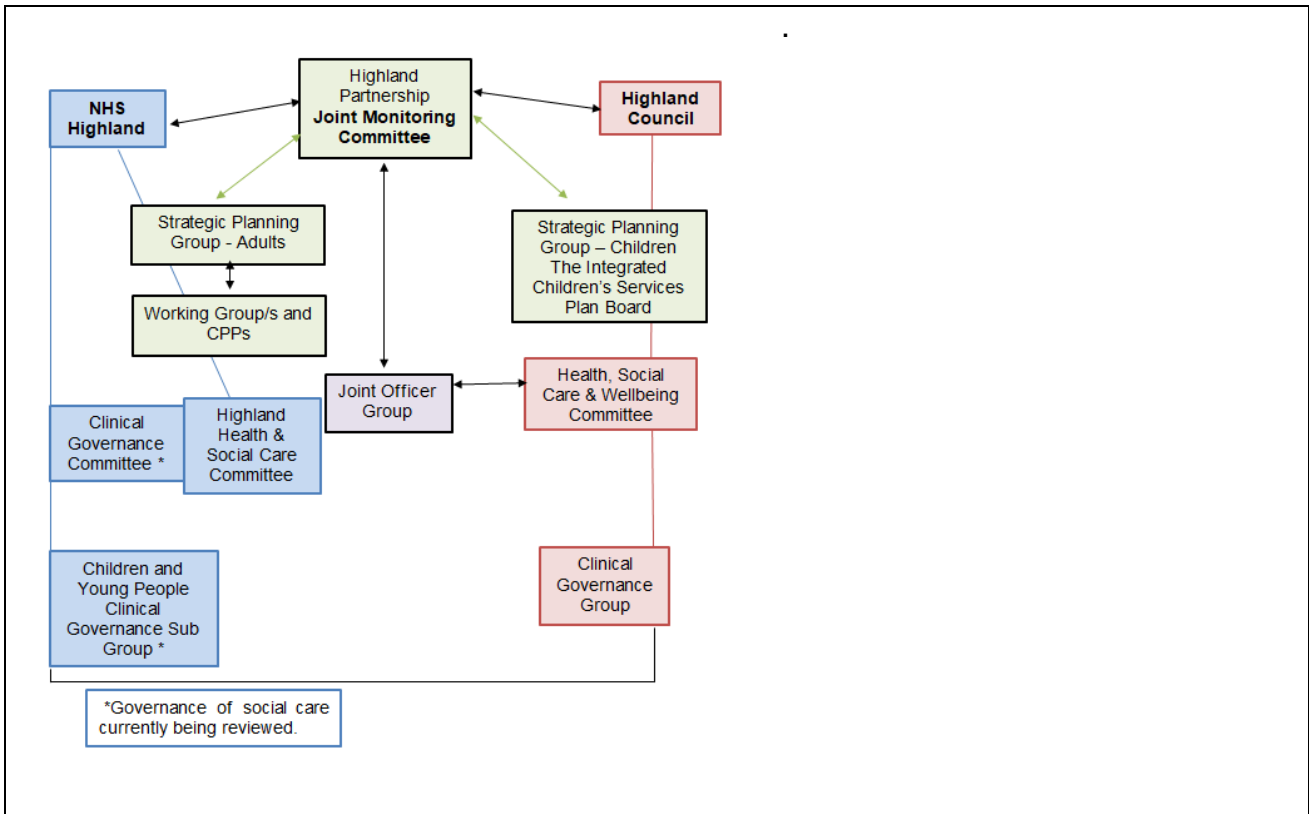 .
Highland
Partnership
Joint Monitoring
Committee
NHS
Highland
Highland
Council
Strategic Planning
Group - Adults
Strategic Planning
Group – Children
The Integrated
Children's Services
Plan Board
Working Group/s and
CPPs
Joint Officer
Group
Health, Social
Care & Wellbeing
Committee
Clinical
Governance
Committee *
Highland
Health &
Social Care
Committee
Children and
Young People
Clinical
Governance Sub
Group *
Clinical
Governance
Group
*Governance of social care
currently being reviewed.